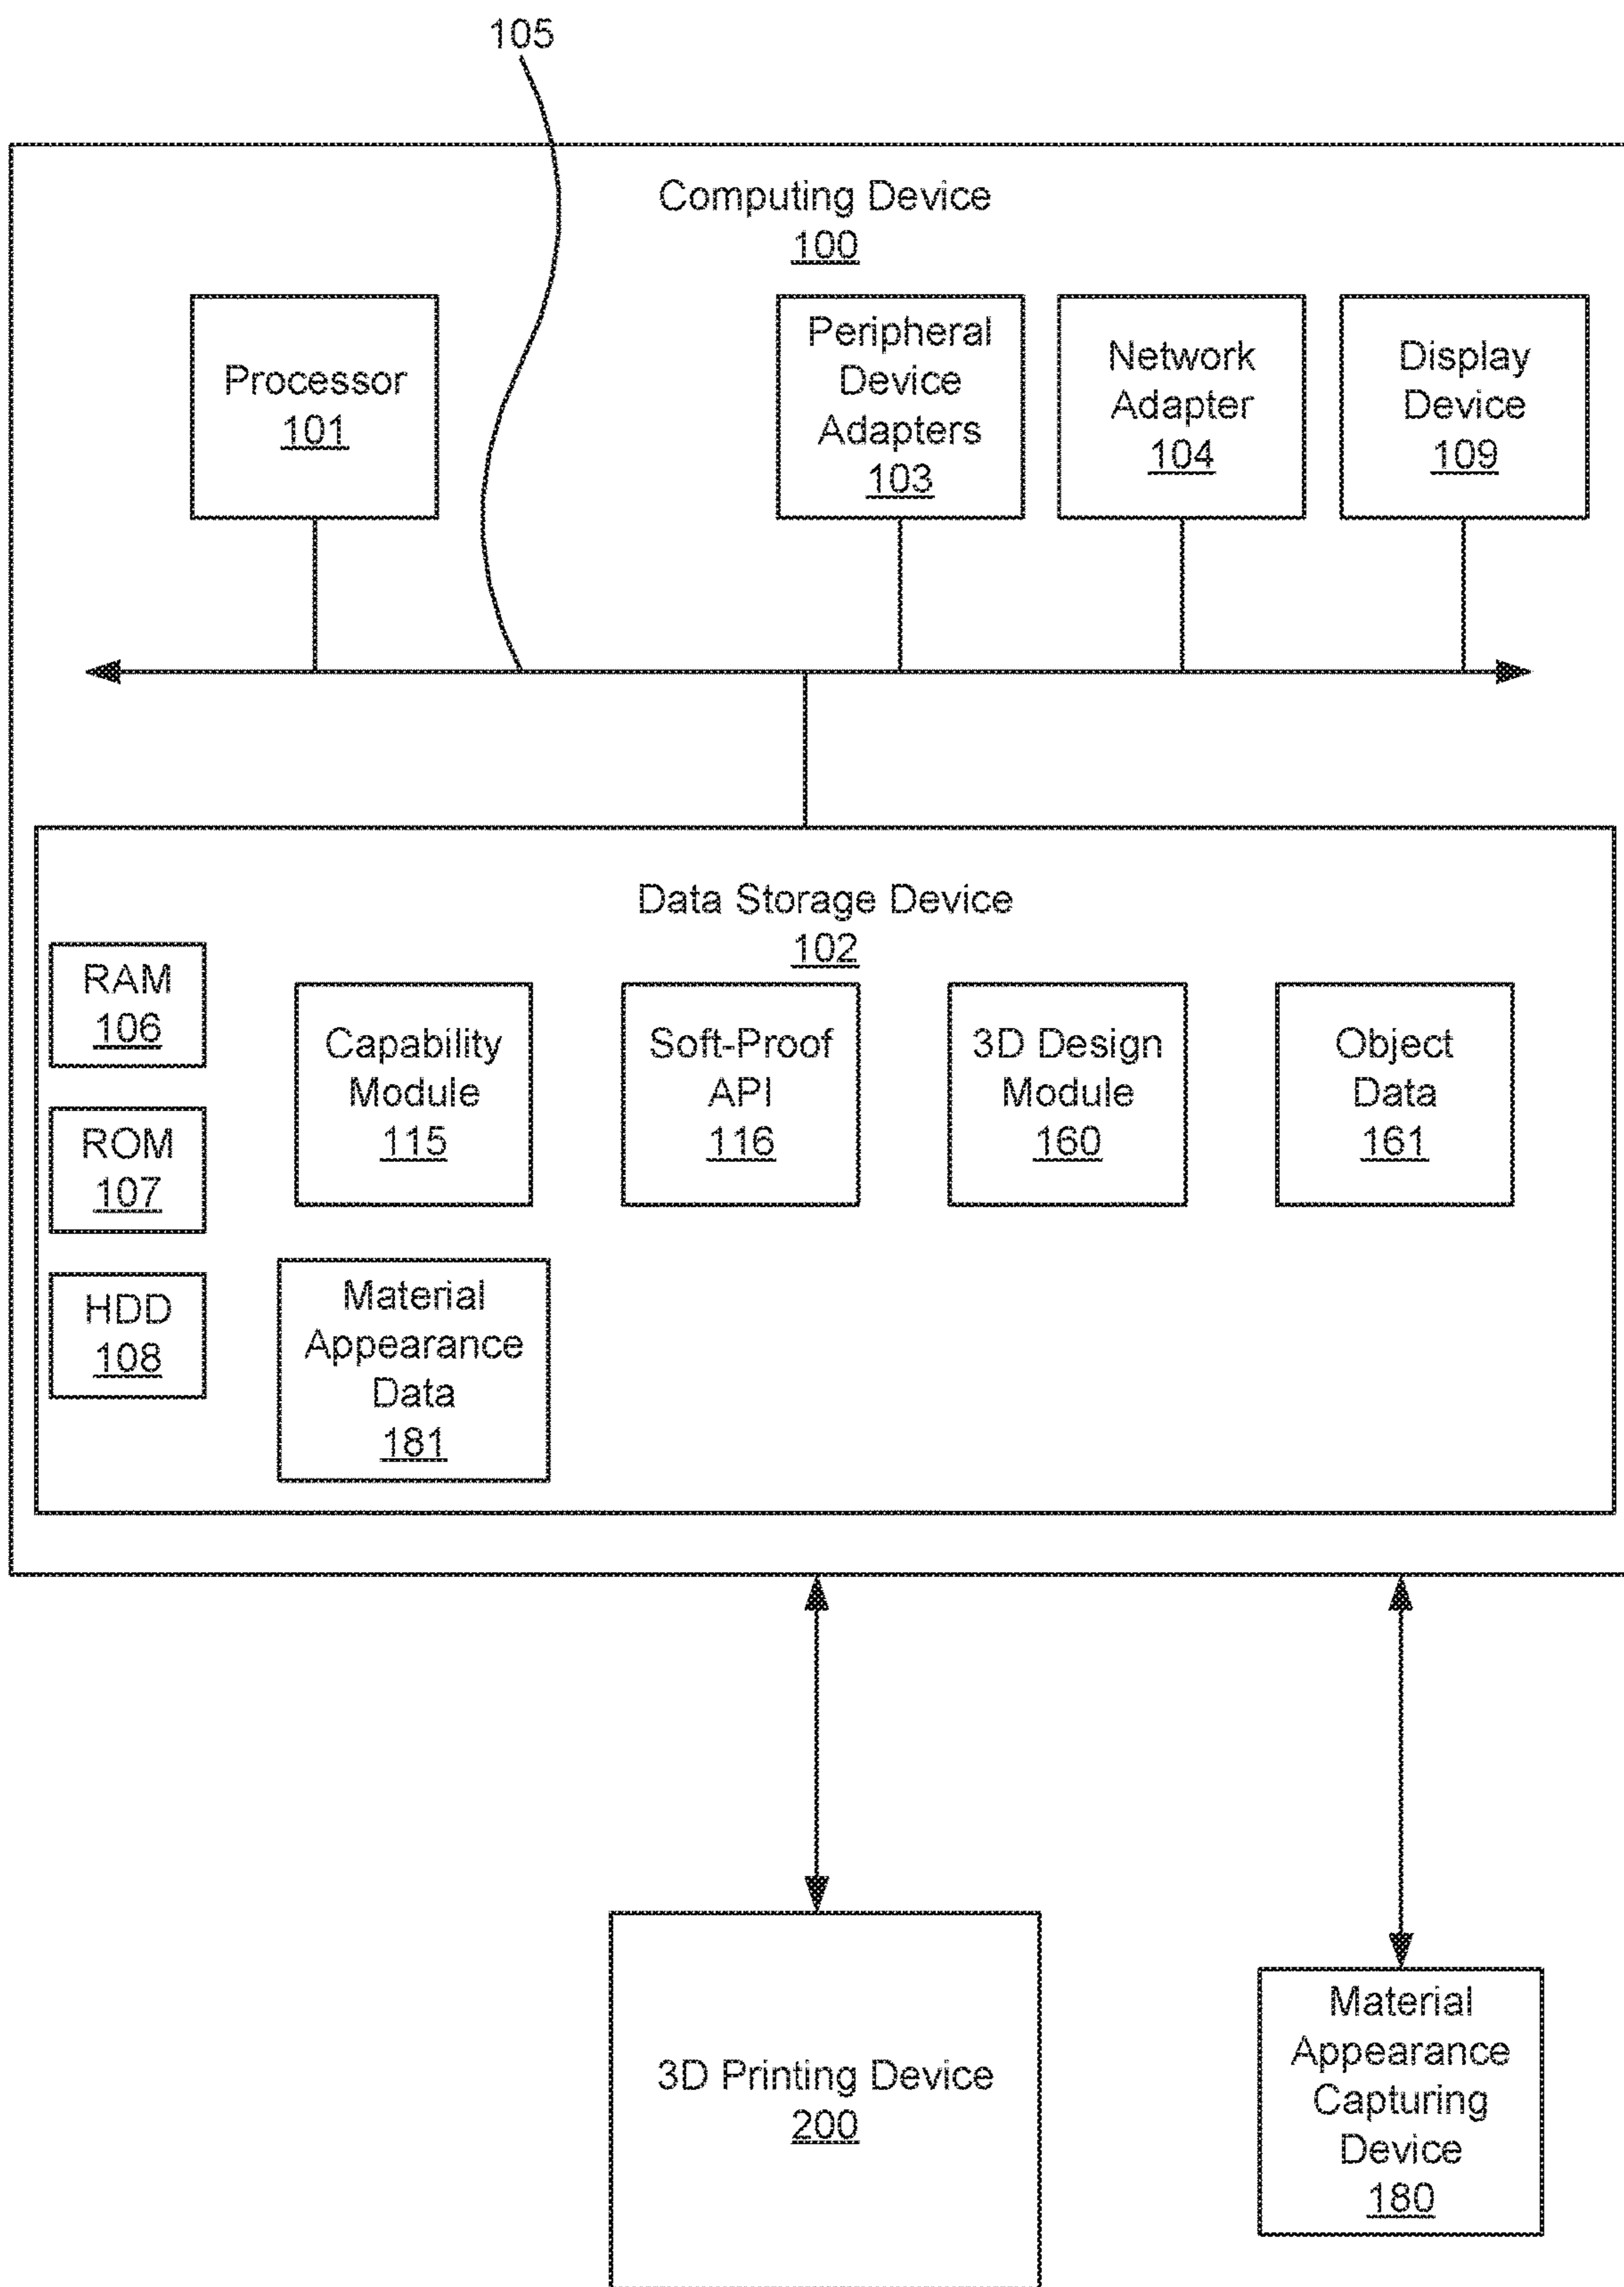 105
Computing Device
100
Processor
101
Peripheral
Device
Adapters
103
Network
Adapter
104
Display
Device
109
Data Storage Device
102
RAM
106
ROM
107
HDD
108
Capability
Module
115
Soft-Proof
API
116
3D Design
Module
160
Object
Data
161
Material
Appearance
Data
181
3D Printing Device
200
Material
Appearance
Capturing
Device
180